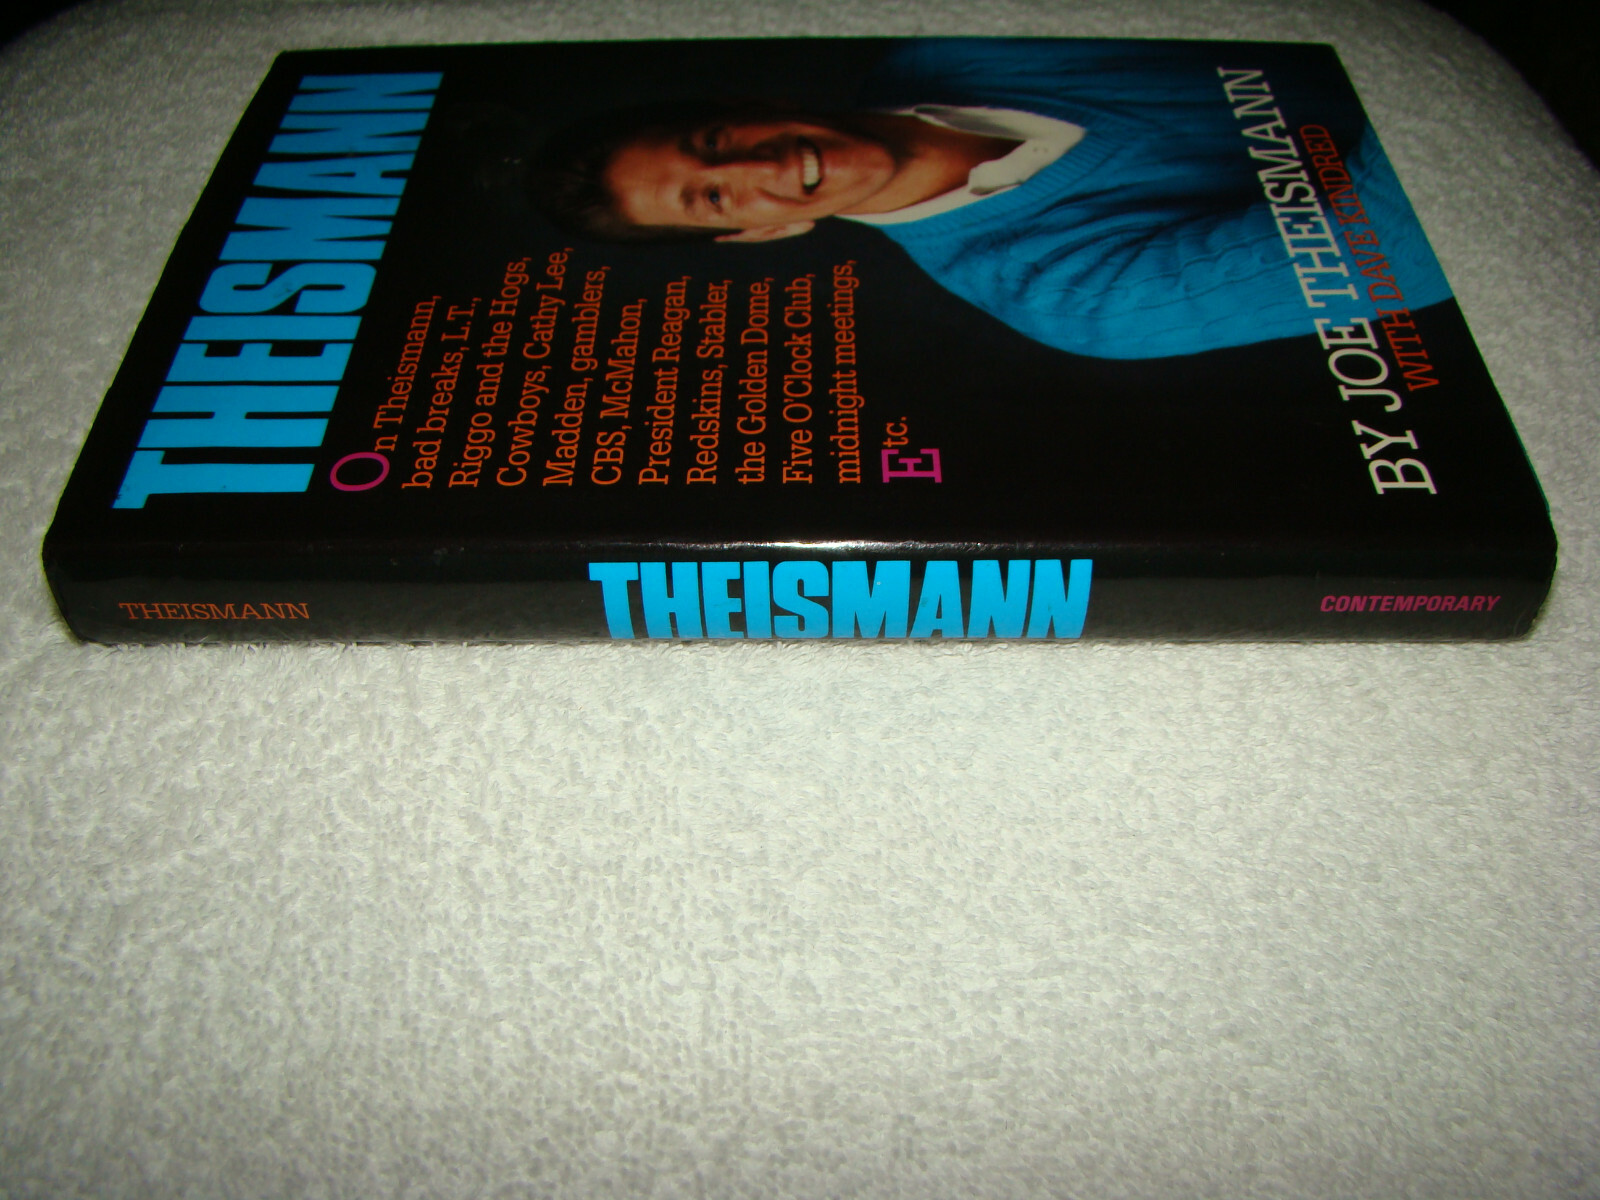 THEISMANN
On Theismann,
bad breaks, L.T.,
Riggo and the Hogs,
Cowboys, Cathy Lee,
Madden, gamblers,
CBS, McMahon,
President Reagan,
Redskins, Stabler,
the Golden Dome,
Five O'Clock Club,
midnight meetings,
Etc.
BY JOE THEISMANN
WITH DAVE KINDRED
THEISMANN
THEISMANN
CONTEMPORARY